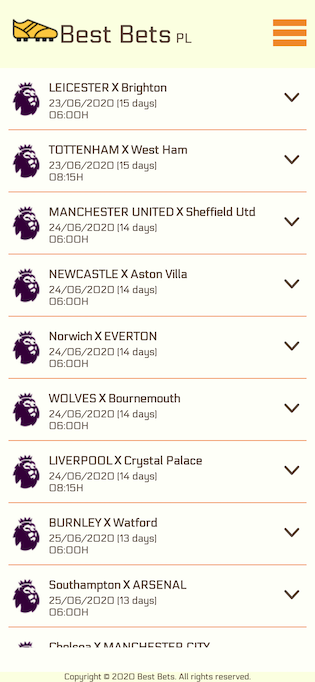 Best Bets PL
LEICESTER X Brighton
23/06/2020 (15 days)
06:00H
TOTTENHAM X West Ham
23/06/2020 (15 days)
08:15H
MANCHESTER UNITED X Sheffield Utd
24/06/2020 (14 days)
06:00H
NEWCASTLE X Aston Villa
24/06/2020 (14 days)
06:00H
Norwich X EVERTON
24/06/2020 (14 days)
06:00H
WOLVES X Bournemouth
24/06/2020 (14 days)
06:00H
LIVERPOOL X Crystal Palace
24/06/2020 (14 days)
08:15H
BURNLEY X Watford
25/06/2020 (13 days)
06:00H
Southampton X ARSENAL
25/06/2020 (13 days)
06:00H
Chelsea X MANCHESTER CITY
Copyright © 2020 Best Bets. All rights reserved.